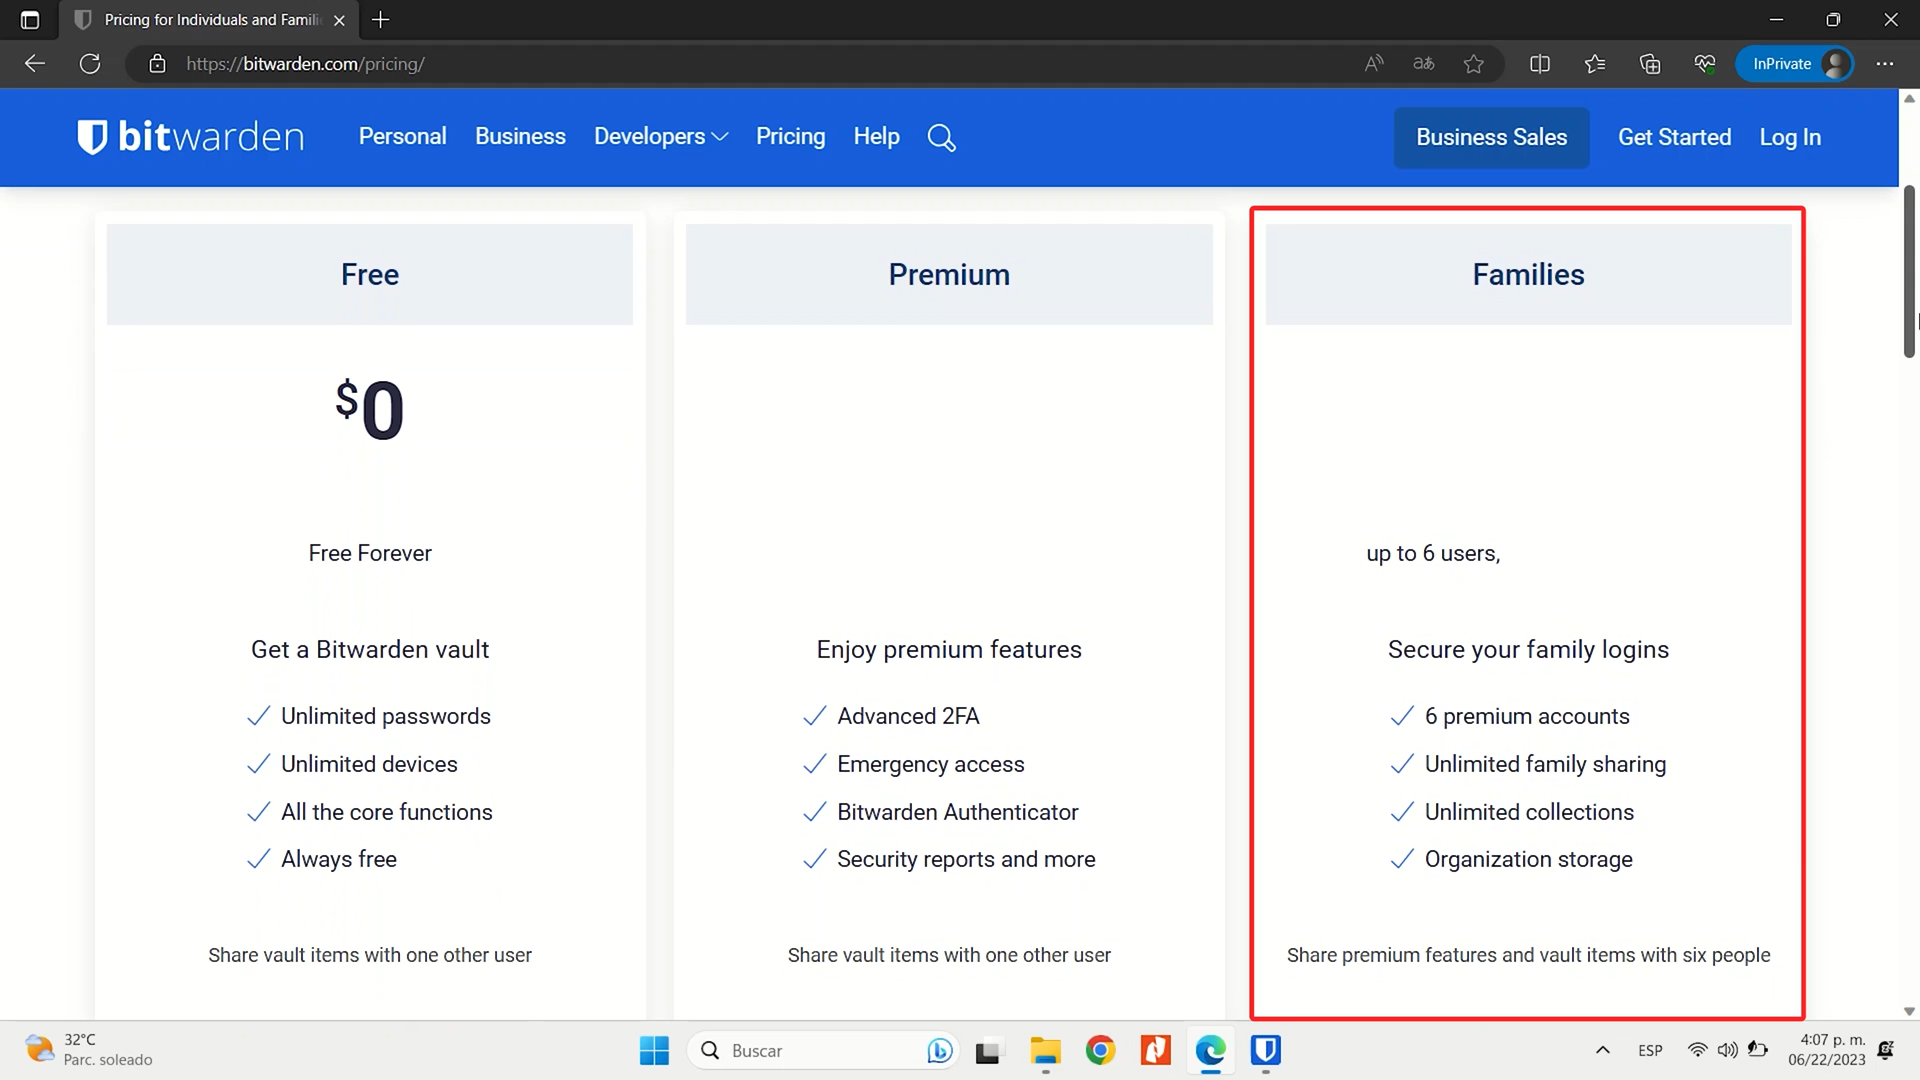 Pricing for Individuals and Famili
https://bitwarden.com/pricing/
InPrivate
bitwarden
Personal
Business
Developers
Pricing
Help
Business Sales
Get Started
Log In
Free
$0
Free Forever
Get a Bitwarden vault
Unlimited passwords
Unlimited devices
All the core functions
Always free
Share vault items with one other user
Premium
Enjoy premium features
Advanced 2FA
Emergency access
Bitwarden Authenticator
Security reports and more
Share vault items with one other user
Families
up to 6 users,
Secure your family logins
6 premium accounts
Unlimited family sharing
Unlimited collections
Organization storage
Share premium features and vault items with six people
32°C
Parc. soleado
Buscar
ESP
4:07 p. m.
06/22/2023